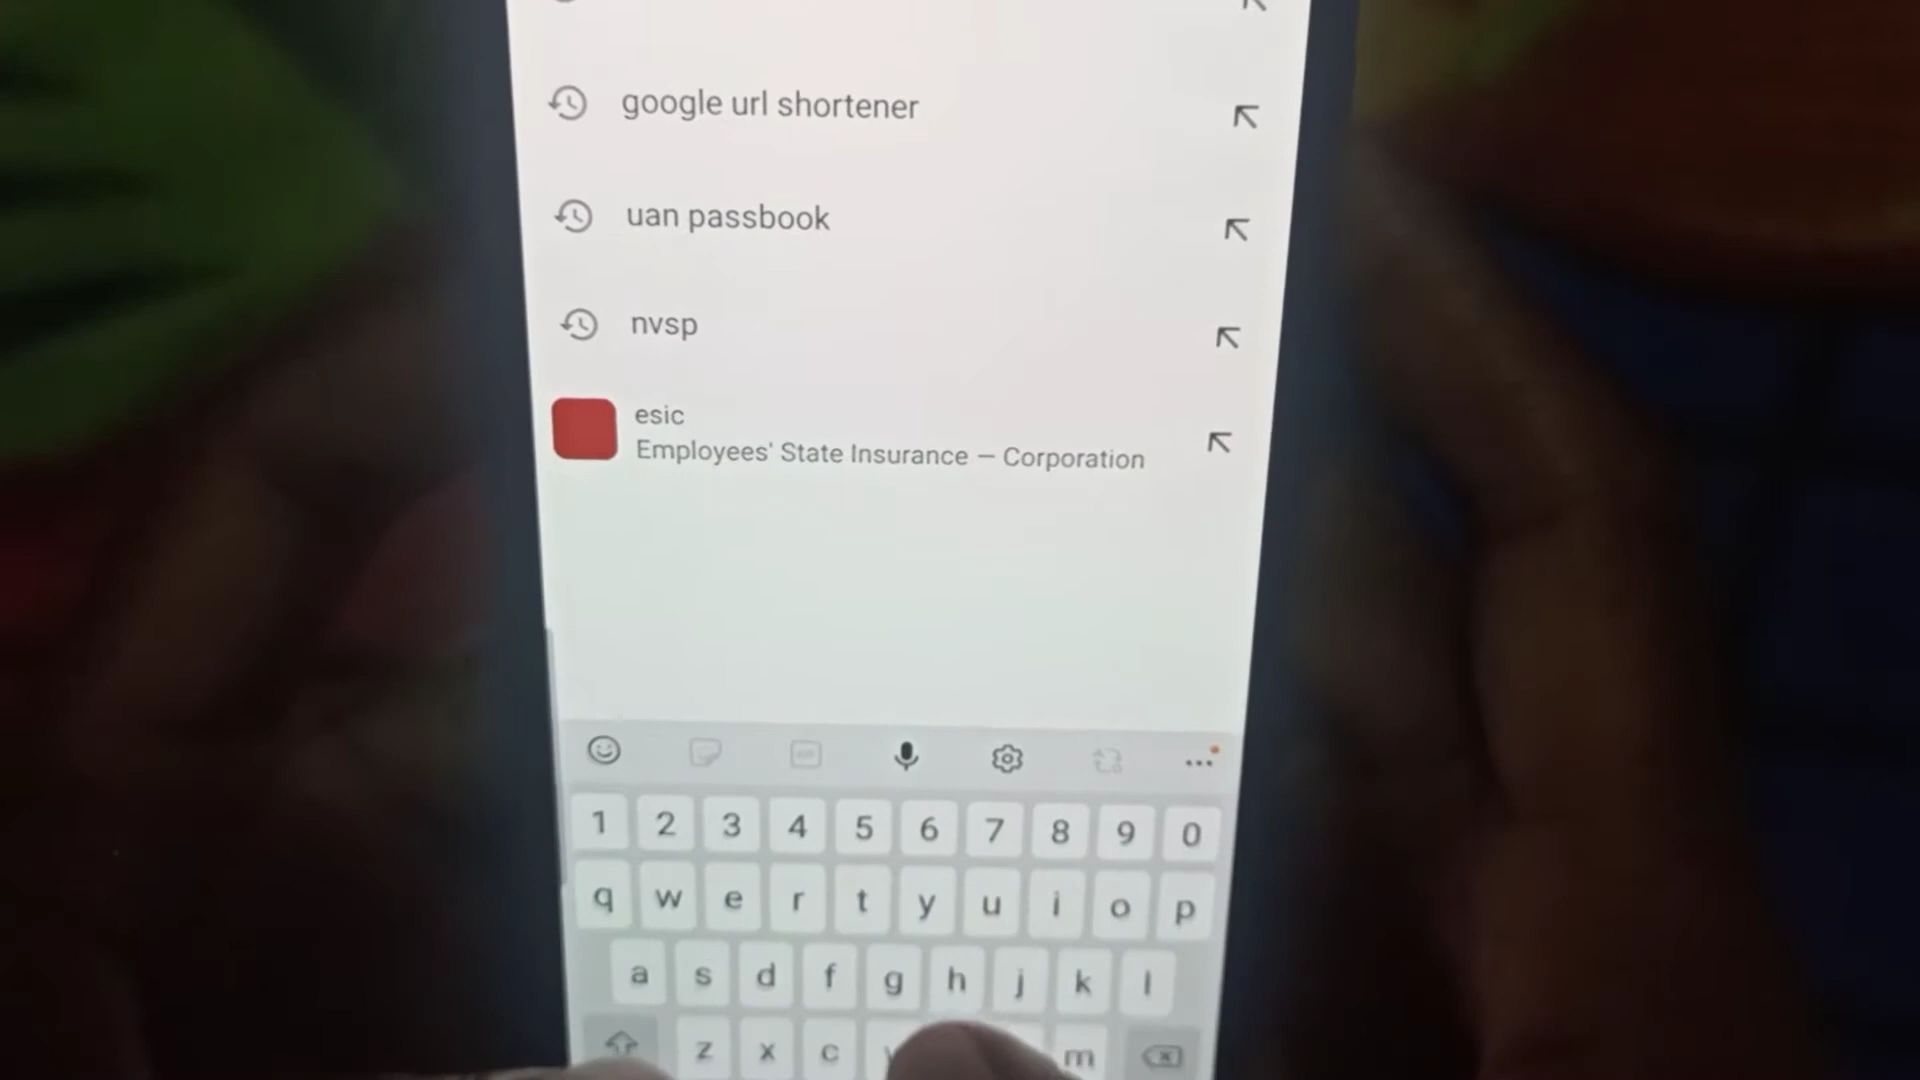 google url shortener
uan passbook
nvsp
esic
Employees' State Insurance — Corporation
1 2 3 4 5 6 7 8 9 0
q w e r t y u i o p
a s d f g h j k l
z x c m